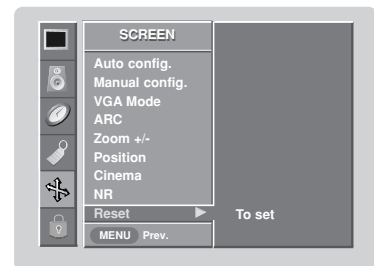 SCREEN
Auto config.
Manual config.
VGA Mode
ARC
Zoom +/-
Position
Cinema
NR
Reset ▶ To set
MENU Prev.